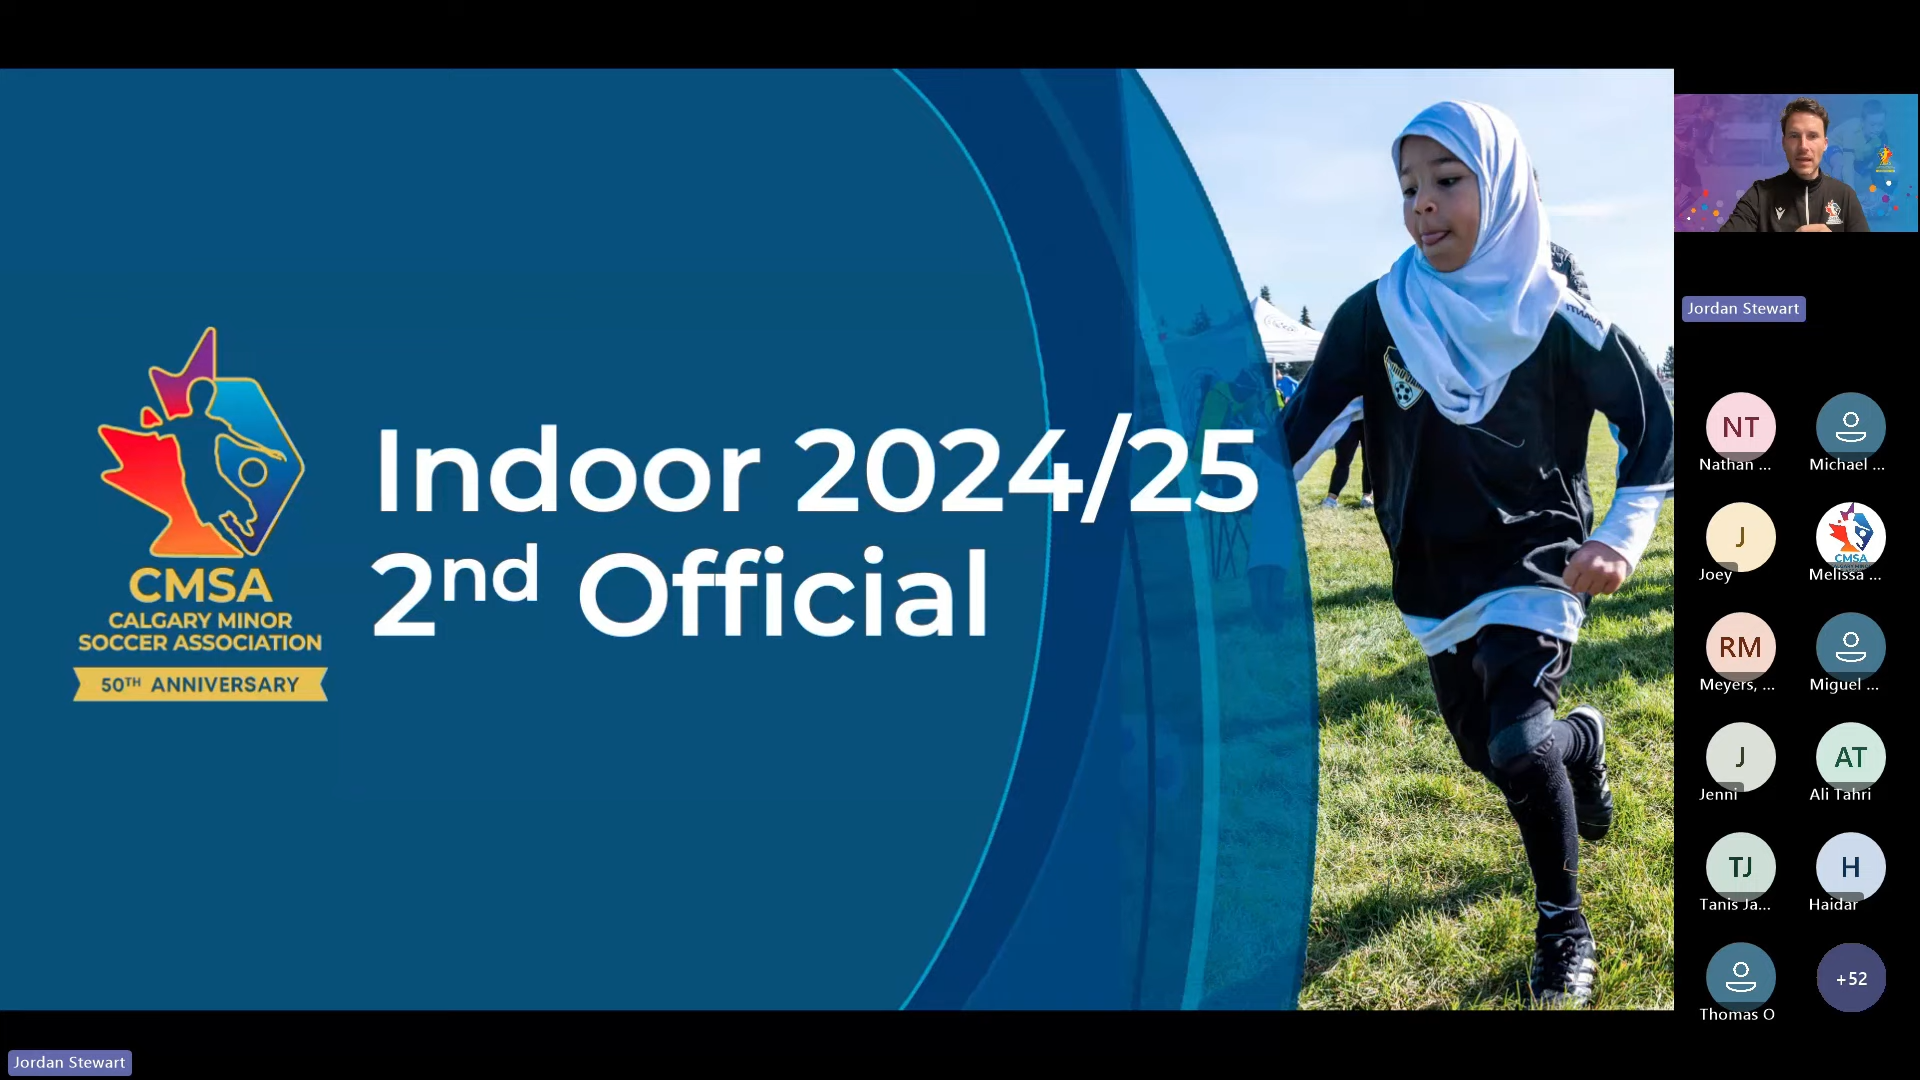 Indoor 2024/25
2nd Official
CMSA
CALGARY MINOR
SOCCER ASSOCIATION
50TH ANNIVERSARY
Jordan Stewart
NT
Nathan ...
Michael ...
J
Joey
CMSA
Melissa ...
RM
Meyers, ...
Miguel ...
J
Jenni
AT
Ali Tahri
TJ
Tanis Ja...
H
Haidar
Thomas O
+52
Jordan Stewart